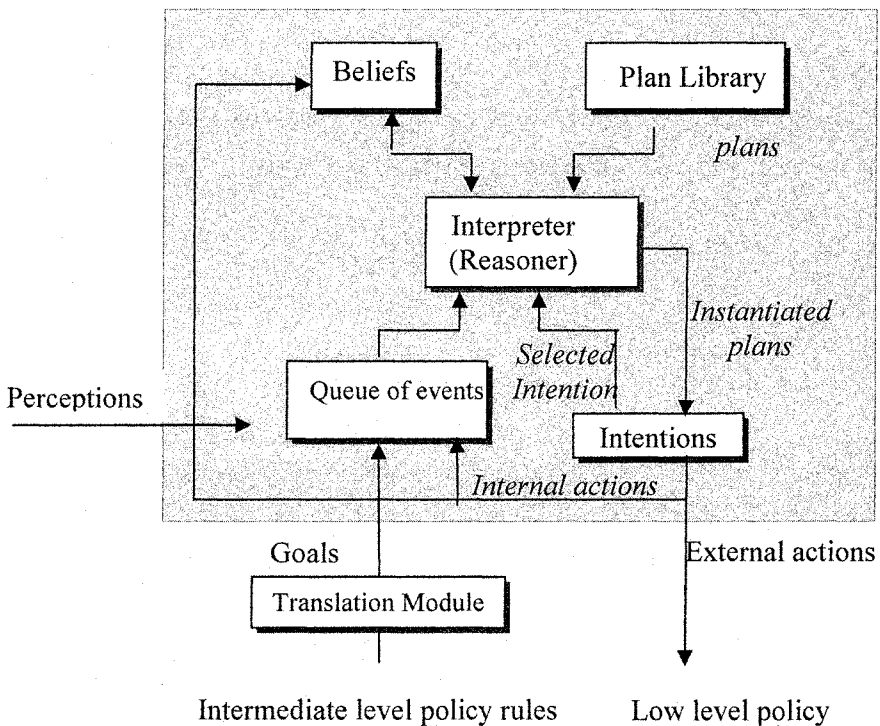 Beliefs
Plan Library
plans
Interpreter
(Reasoner)
Instantiated
plans
Selected
Intention
Queue of events
Perceptions
Intentions
Internal actions
Goals
External actions
Translation Module
Intermediate level policy rules
Low level policy